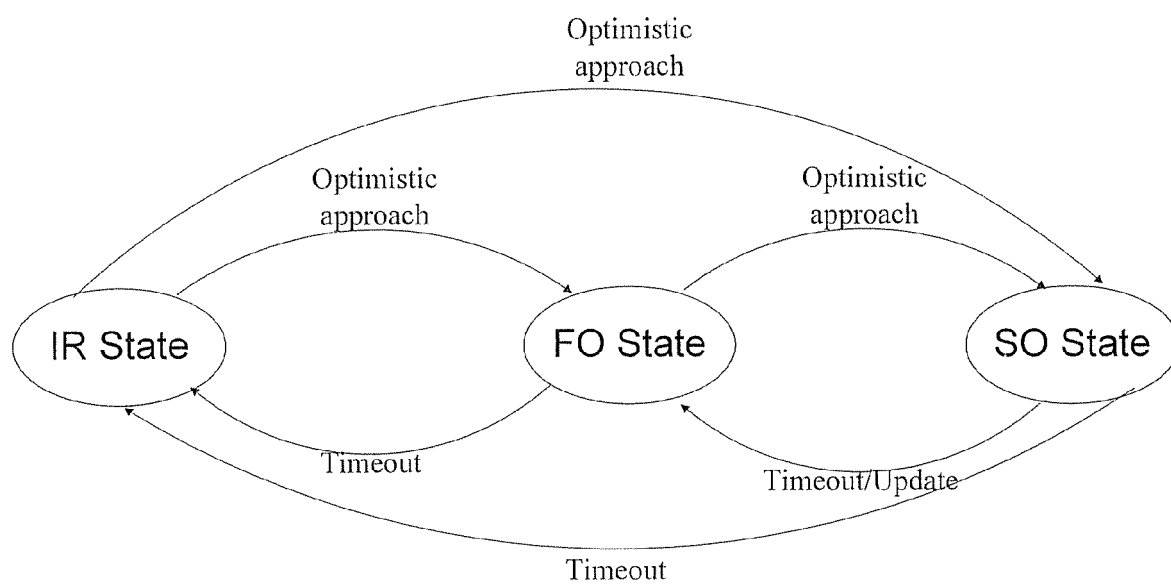 Optimistic
approach
Optimistic
approach
Optimistic
approach
IR State
FO State
SO State
Timeout
Timeout/Update
Timeout